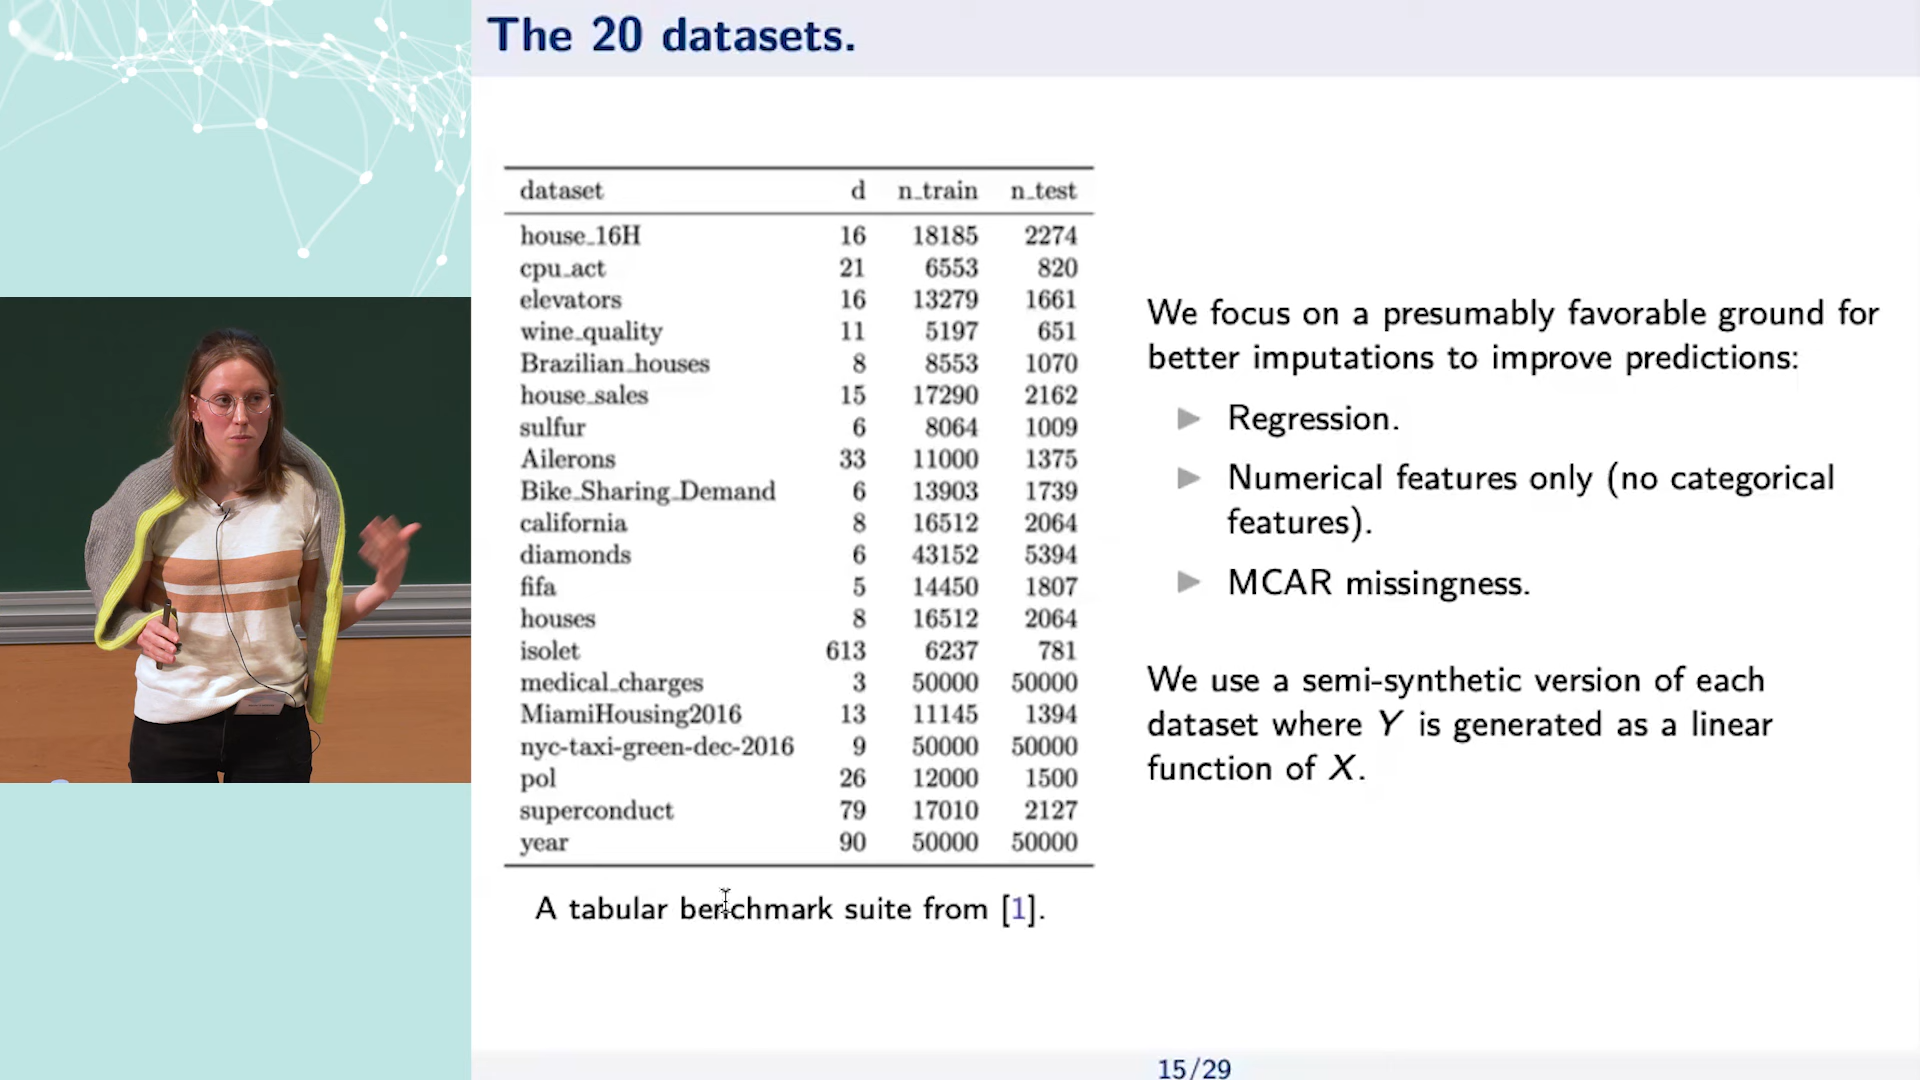 The 20 datasets.
dataset d n_train n_test
house_16H 16 18185 2274
cpu_act 21 6553 820
elevators 16 13279 1661
wine_quality 11 5197 651
Brazilian_houses 8 8553 1070
house_sales 15 17290 2162
sulfur 6 8064 1009
Ailerons 33 11000 1375
Bike_Sharing_Demand 6 13903 1739
california 8 16512 2064
diamonds 6 43152 5394
fifa 5 14450 1807
houses 8 16512 2064
isolet 613 6237 781
medical_charges 3 50000 50000
MiamiHousing2016 13 11145 1394
nyc-taxi-green-dec-2016 9 50000 50000
pol 26 12000 1500
superconduct 79 17010 2127
year 90 50000 50000
A tabular benchmark suite from [1].
We focus on a presumably favorable ground for
better imputations to improve predictions:
▶ Regression.
▶ Numerical features only (no categorical
features).
▶ MCAR missingness.
We use a semi-synthetic version of each
dataset where Y is generated as a linear
function of X.
15/29